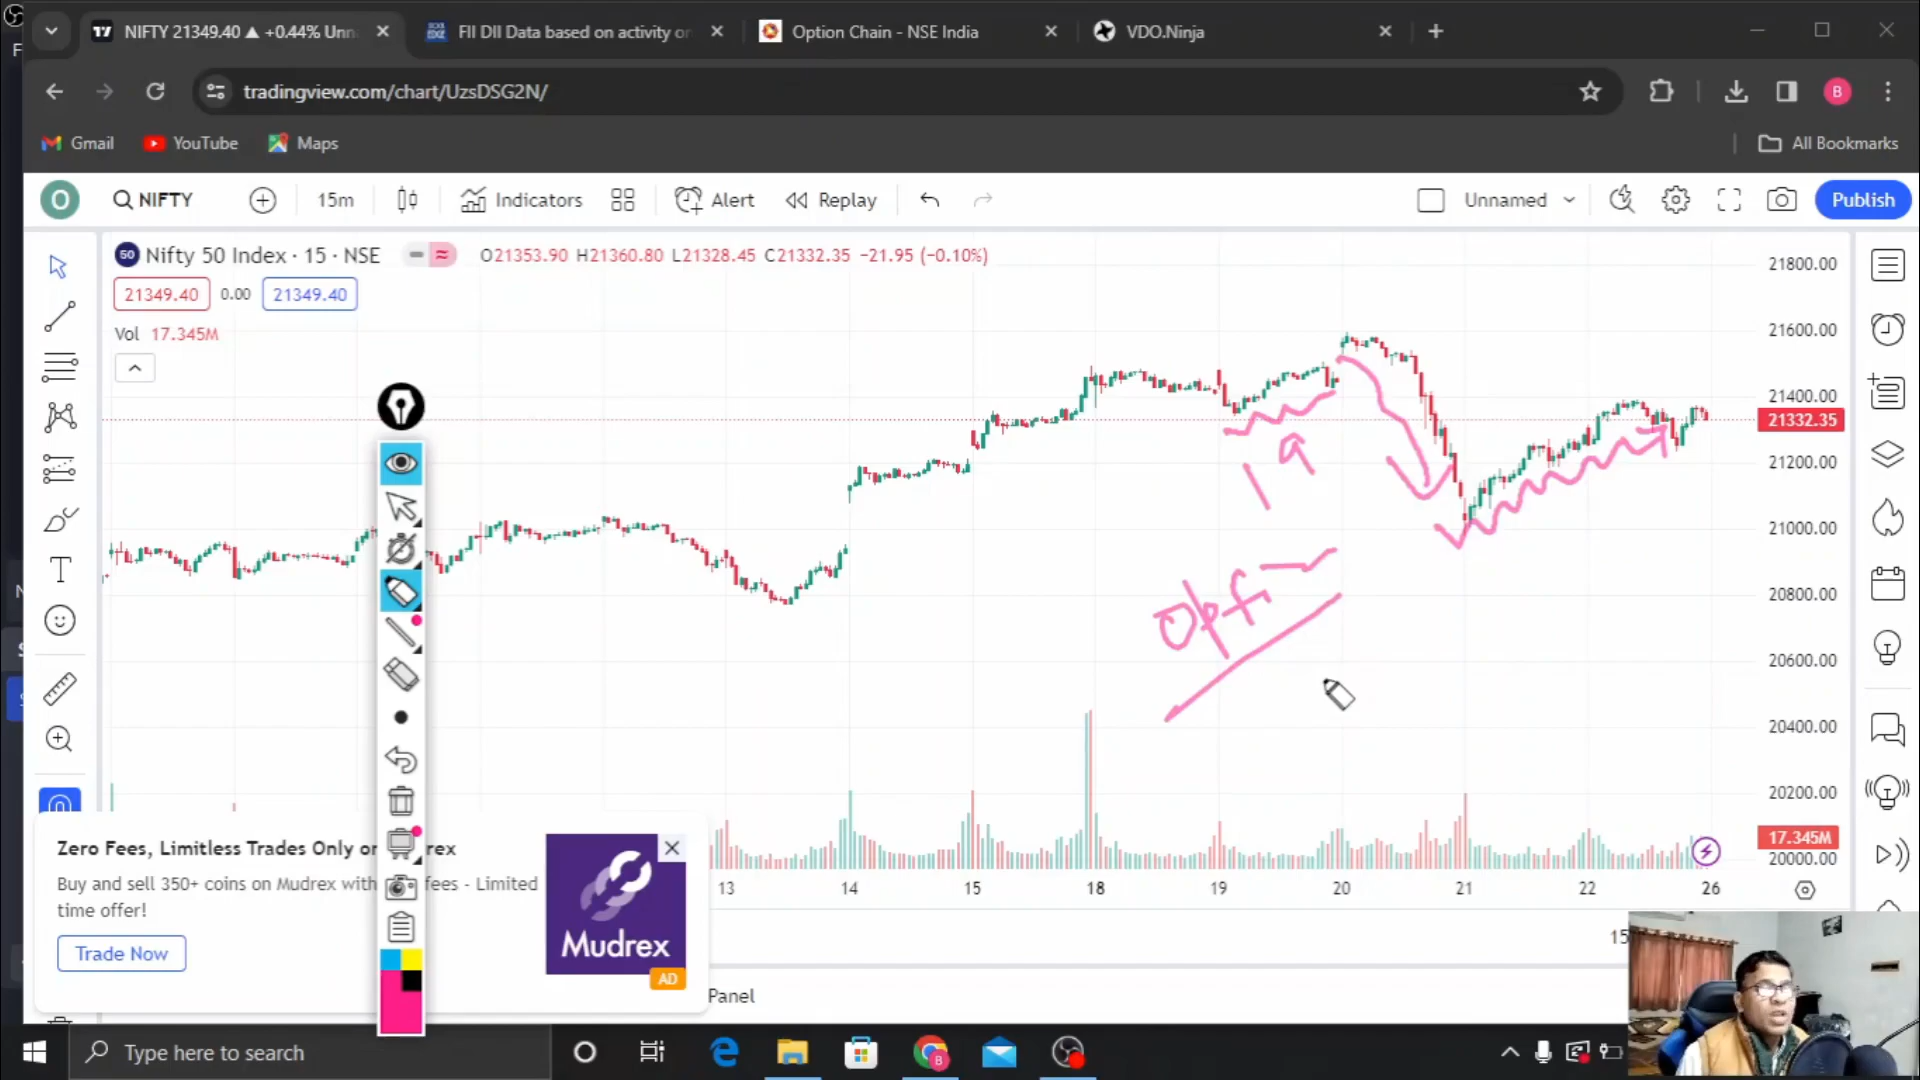 NIFTY 21349.40 ▲ +0.44% Unn
FII DII Data based on activity or
Option Chain - NSE India
VDO.Ninja
tradingview.com/chart/UzsDSG2N/
B
Gmail
YouTube
Maps
All Bookmarks
O
NIFTY
15m
Indicators
Alert
Replay
Unnamed
Publish
50
Nifty 50 Index · 15 · NSE
O21353.90 H21360.80 L21328.45 C21332.35 −21.95 (−0.10%)
21349.40
0.00
21349.40
Vol 17.345M
21800.00
21600.00
21400.00
21332.35
21200.00
21000.00
20800.00
20600.00
20400.00
20200.00
17.345M
20000.00
19
13
14
15
18
19
20
21
22
26
15
Zero Fees, Limitless Trades Only o
rex
Buy and sell 350+ coins on Mudrex with
fees - Limited
time offer!
Trade Now
Mudrex
AD
Panel
Type here to search